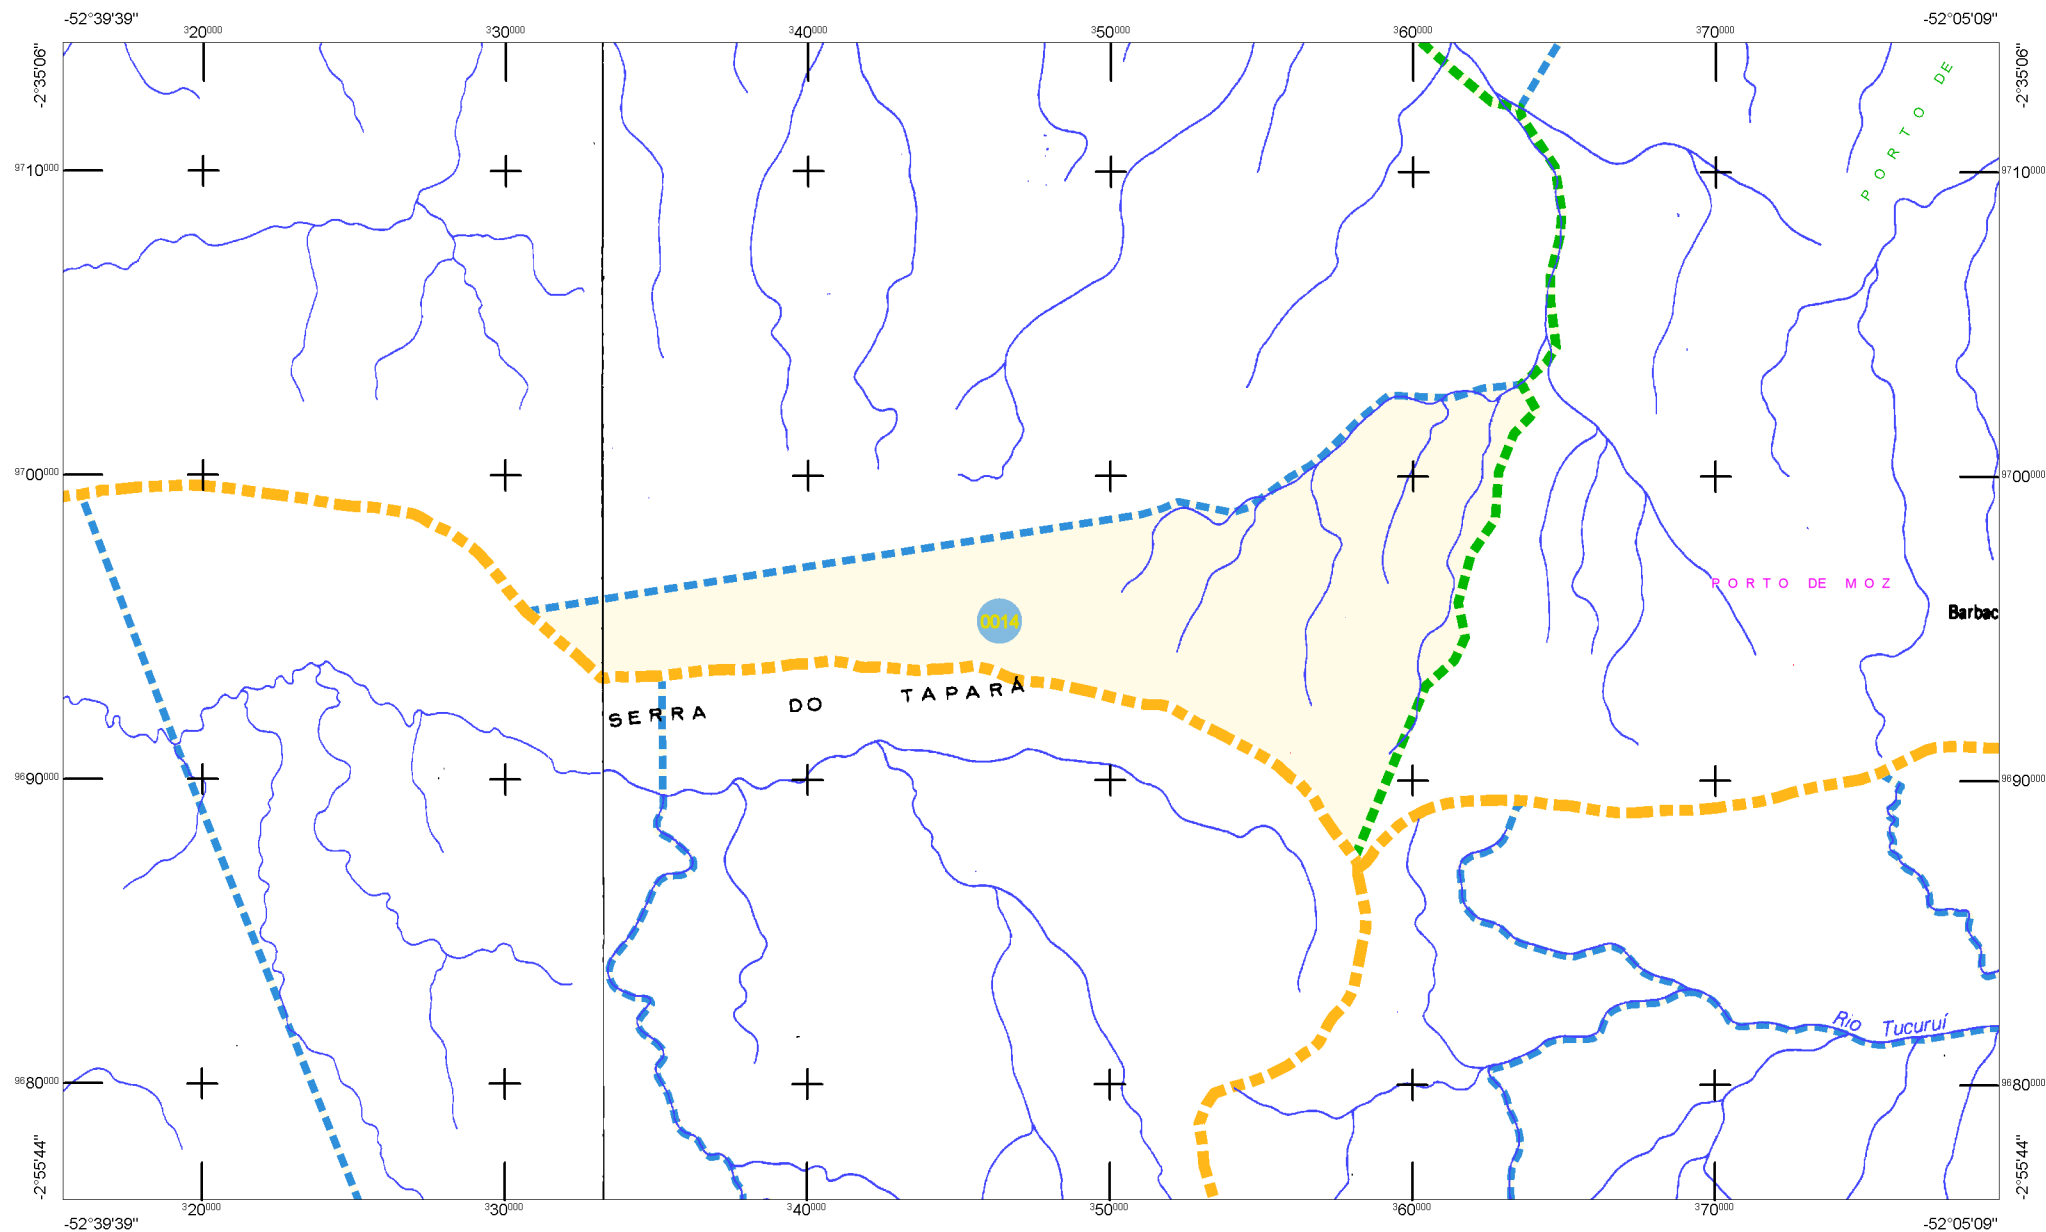 -52°39'39" -52°05'09"
320000 330000 340000 350000 360000 370000
-2°35'06" -2°35'06"
PORTO DE
9710000 9710000
9700000 9700000
PORTO DE MOZ
Barbac
0014
SERRA DO TAPARÁ
9690000 9690000
Rio Tucuruí
9680000 9680000
-2°55'44" -2°55'44"
320000 330000 340000 350000 360000 370000
-52°39'39" -52°05'09"